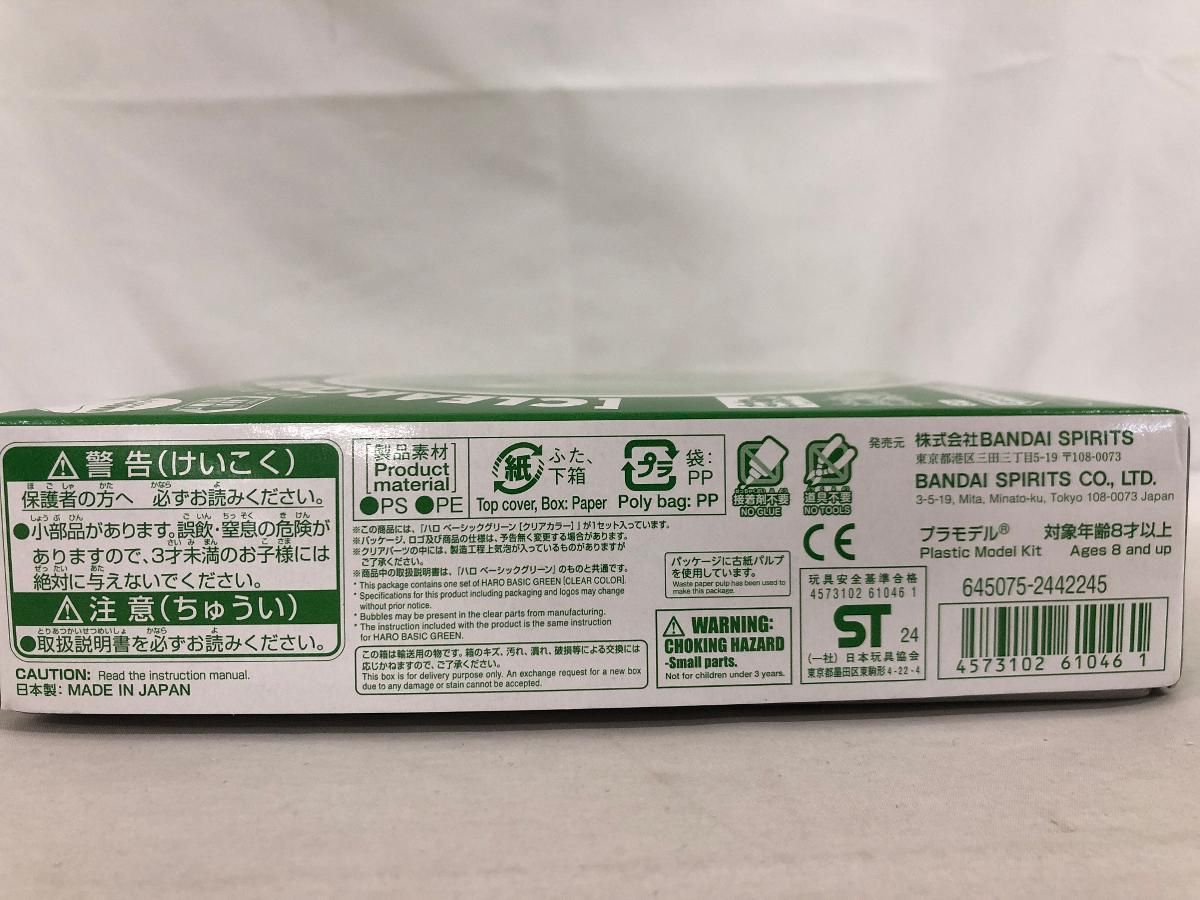 [CLEAR
警告(けいこく)
保護者の方へ 必ずお読みください。
●小部品があります。誤飲・窒息の危険が
ありますので、3才未満のお子様には
絶対に与えないでください。
注意(ちゅうい)
●取扱説明書を必ずお読みください。
CAUTION: Read the instruction manual.
日本製: MADE IN JAPAN
[製品素材]
Product
material
●PS ●PE
紙 ふた、
下箱
Top cover, Box: Paper
プラ 袋:
PP
Poly bag: PP
接着剤不要
NO GLUE
道具不要
NO TOOLS
※この商品には、「ハロ ベーシックグリーン [クリアカラー] 」が1セット入っています。
※パッケージ、ロゴ及び商品の仕様は、予告無く変更する場合があります。
※クリアパーツの中には、製造工程上気泡が入っているものがありますが
ご了承ください。
※商品中の取扱説明書は、「ハロ ベーシックグリーン」のものと共通です。
* This package contains one set of HARO BASIC GREEN [CLEAR COLOR].
* Specifications for this product including packaging and logos may change
without prior notice.
* Bubbles may be present in the clear parts from manufacturing.
* The instruction included with the product is the same instruction
for HARO BASIC GREEN.
この箱は輸送用の物です。箱のキズ、汚れ、潰れ、破損等による交換には
応じかねますので、ご了承ください。
This box is for delivery purpose only. An exchange request for a new box
due to any damage or stain cannot be accepted.
パッケージに古紙パルプ
を使用しています。
Waste paper pulp has been used to
make this package.
WARNING:
CHOKING HAZARD
-Small parts.
Not for children under 3 years.
CE
玩具安全基準合格
4573102 61046 1
ST 24
(一社) 日本玩具協会
東京都墨田区東駒形4-22-4
発売元 株式会社BANDAI SPIRITS
東京都港区三田三丁目5-19 〒108-0073
BANDAI SPIRITS CO., LTD.
3-5-19, Mita, Minato-ku, Tokyo 108-0073 Japan
プラモデル® 対象年齢8才以上
Plastic Model Kit Ages 8 and up
645075-2442245
4573102 61046 1